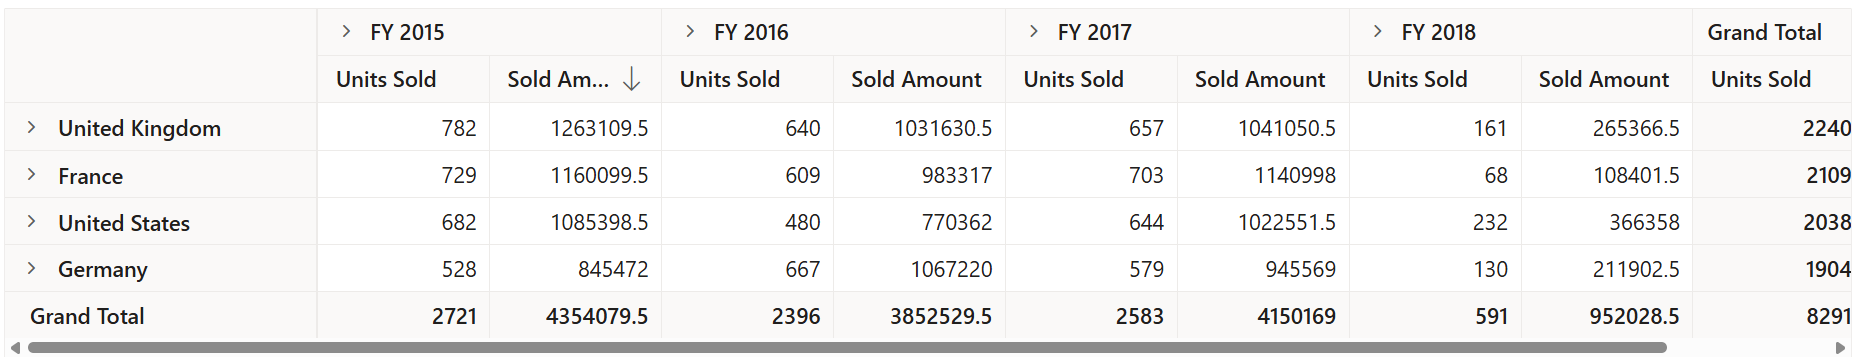 FY 2015 FY 2016 FY 2017 FY 2018 Grand Total
Units Sold Sold Am... Units Sold Sold Amount Units Sold Sold Amount Units Sold Sold Amount Units Sold
United Kingdom 782 1263109.5 640 1031630.5 657 1041050.5 161 265366.5 2240
France 729 1160099.5 609 983317 703 1140998 68 108401.5 2109
United States 682 1085398.5 480 770362 644 1022551.5 232 366358 2038
Germany 528 845472 667 1067220 579 945569 130 211902.5 1904
Grand Total 2721 4354079.5 2396 3852529.5 2583 4150169 591 952028.5 8291